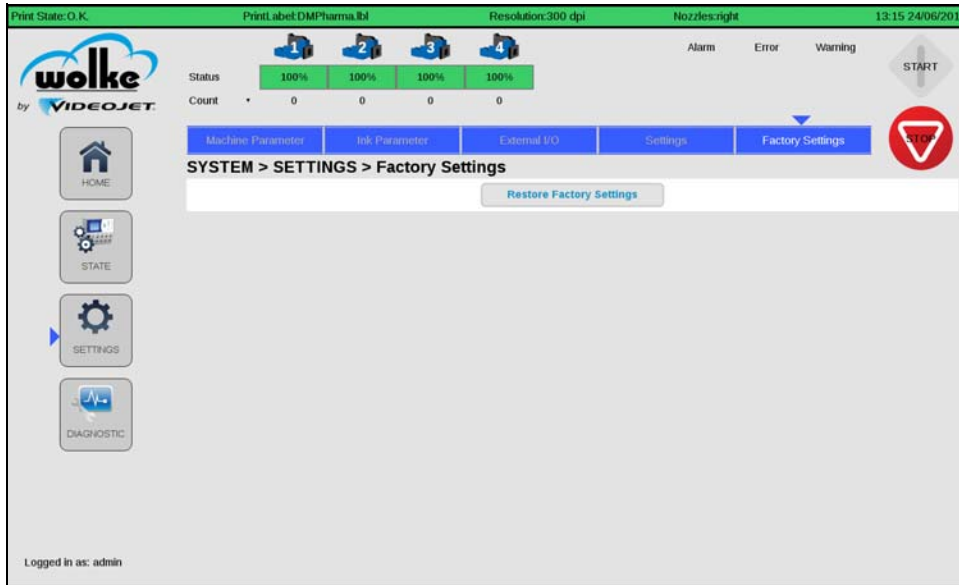 Print State:O.K. Print Label:DMPharma.lbl Resolution:300 dpi Nozzles:right 13:15 24/06/201
wolke
by VIDEOJET.
1 2 3 4
Alarm Error Warning
START
Status 100% 100% 100% 100%
Count 0 0 0 0
STOP
Machine Parameter Ink Parameter External I/O Settings Factory Settings
SYSTEM > SETTINGS > Factory Settings
Restore Factory Settings
HOME
STATE
SETTINGS
DIAGNOSTIC
Logged in as: admin